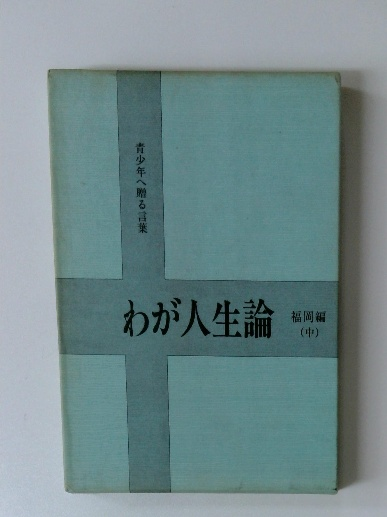 青少年へ贈る言葉
わが人生論
福岡編
（中）